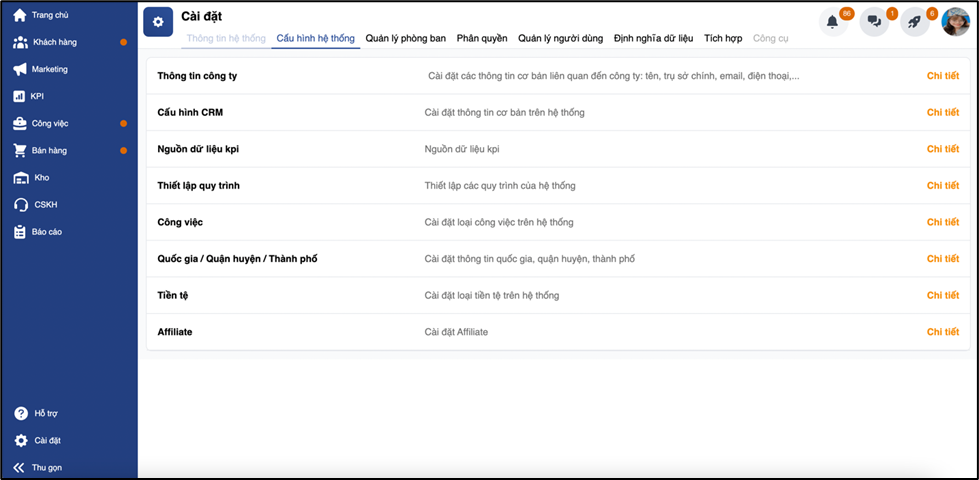 Trang chủ
Khách hàng
Marketing
KPI
Công việc
Bán hàng
Kho
CSKH
Báo cáo
Hỗ trợ
Cài đặt
Thu gọn
Cài đặt
86
1
6
Thông tin hệ thống Cấu hình hệ thống Quản lý phòng ban Phân quyền Quản lý người dùng Định nghĩa dữ liệu Tích hợp Công cụ
Thông tin công ty Cài đặt các thông tin cơ bản liên quan đến công ty: tên, trụ sở chính, email, điện thoại,... Chi tiết
Cấu hình CRM Cài đặt thông tin cơ bản trên hệ thống Chi tiết
Nguồn dữ liệu kpi Nguồn dữ liệu kpi Chi tiết
Thiết lập quy trình Thiết lập các quy trình của hệ thống Chi tiết
Công việc Cài đặt loại công việc trên hệ thống Chi tiết
Quốc gia / Quận huyện / Thành phố Cài đặt thông tin quốc gia, quận huyện, thành phố Chi tiết
Tiền tệ Cài đặt loại tiền tệ trên hệ thống Chi tiết
Affiliate Cài đặt Affiliate Chi tiết